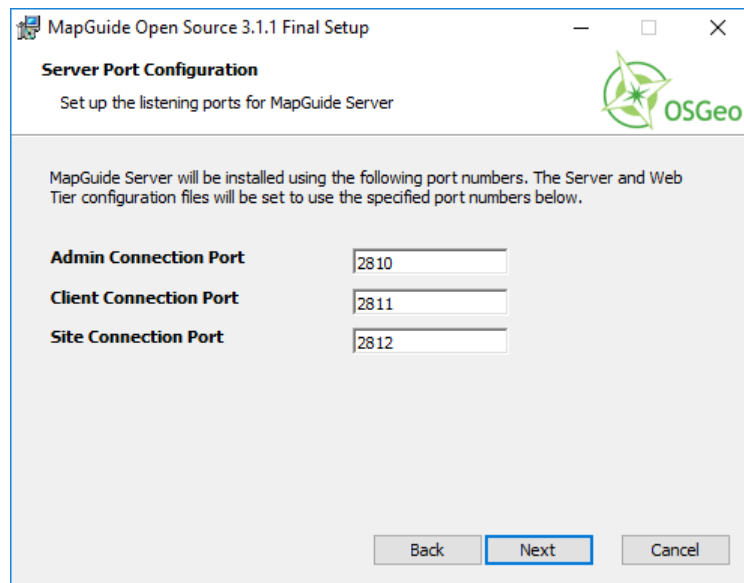 MapGuide Open Source 3.1.1 Final Setup
Server Port Configuration
Set up the listening ports for MapGuide Server
OSGeo
MapGuide Server will be installed using the following port numbers. The Server and Web
Tier configuration files will be set to use the specified port numbers below.
Admin Connection Port 2810
Client Connection Port 2811
Site Connection Port 2812
Back Next Cancel